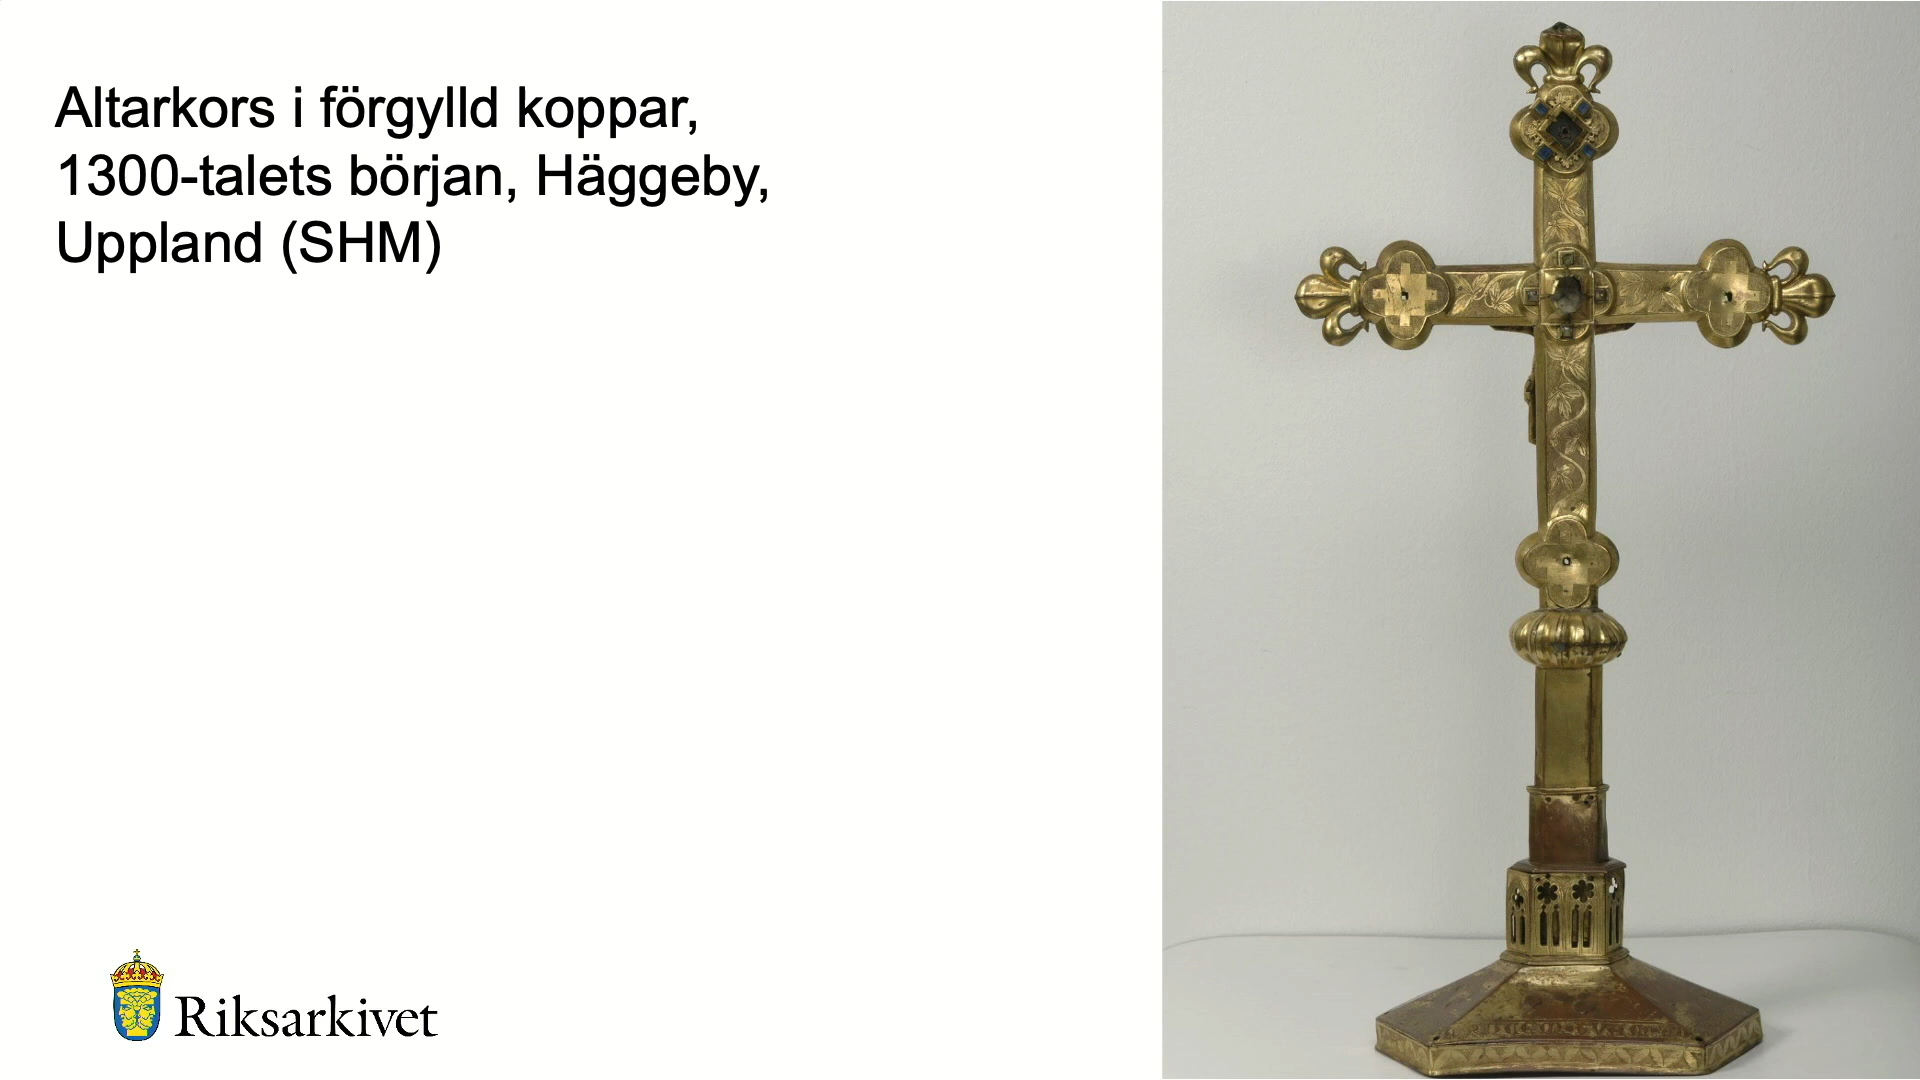 Altarkors i förgylld koppar,
1300-talets början, Häggeby,
Uppland (SHM)
Riksarkivet